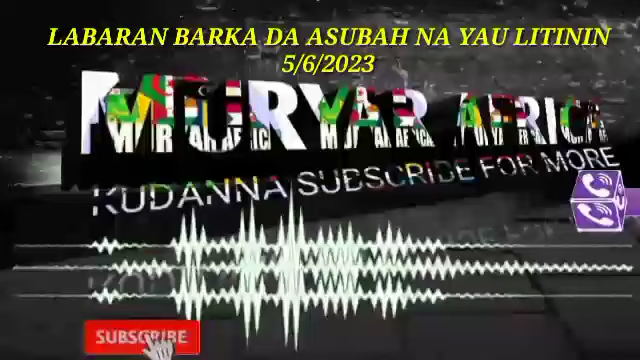 LABARAN BARKA DA ASUBAH NA YAU LITININ
5/6/2023
MURYAR AFRICA
KUDANNA SUBSCRIBE FOR MORE
SUBSCRIBE